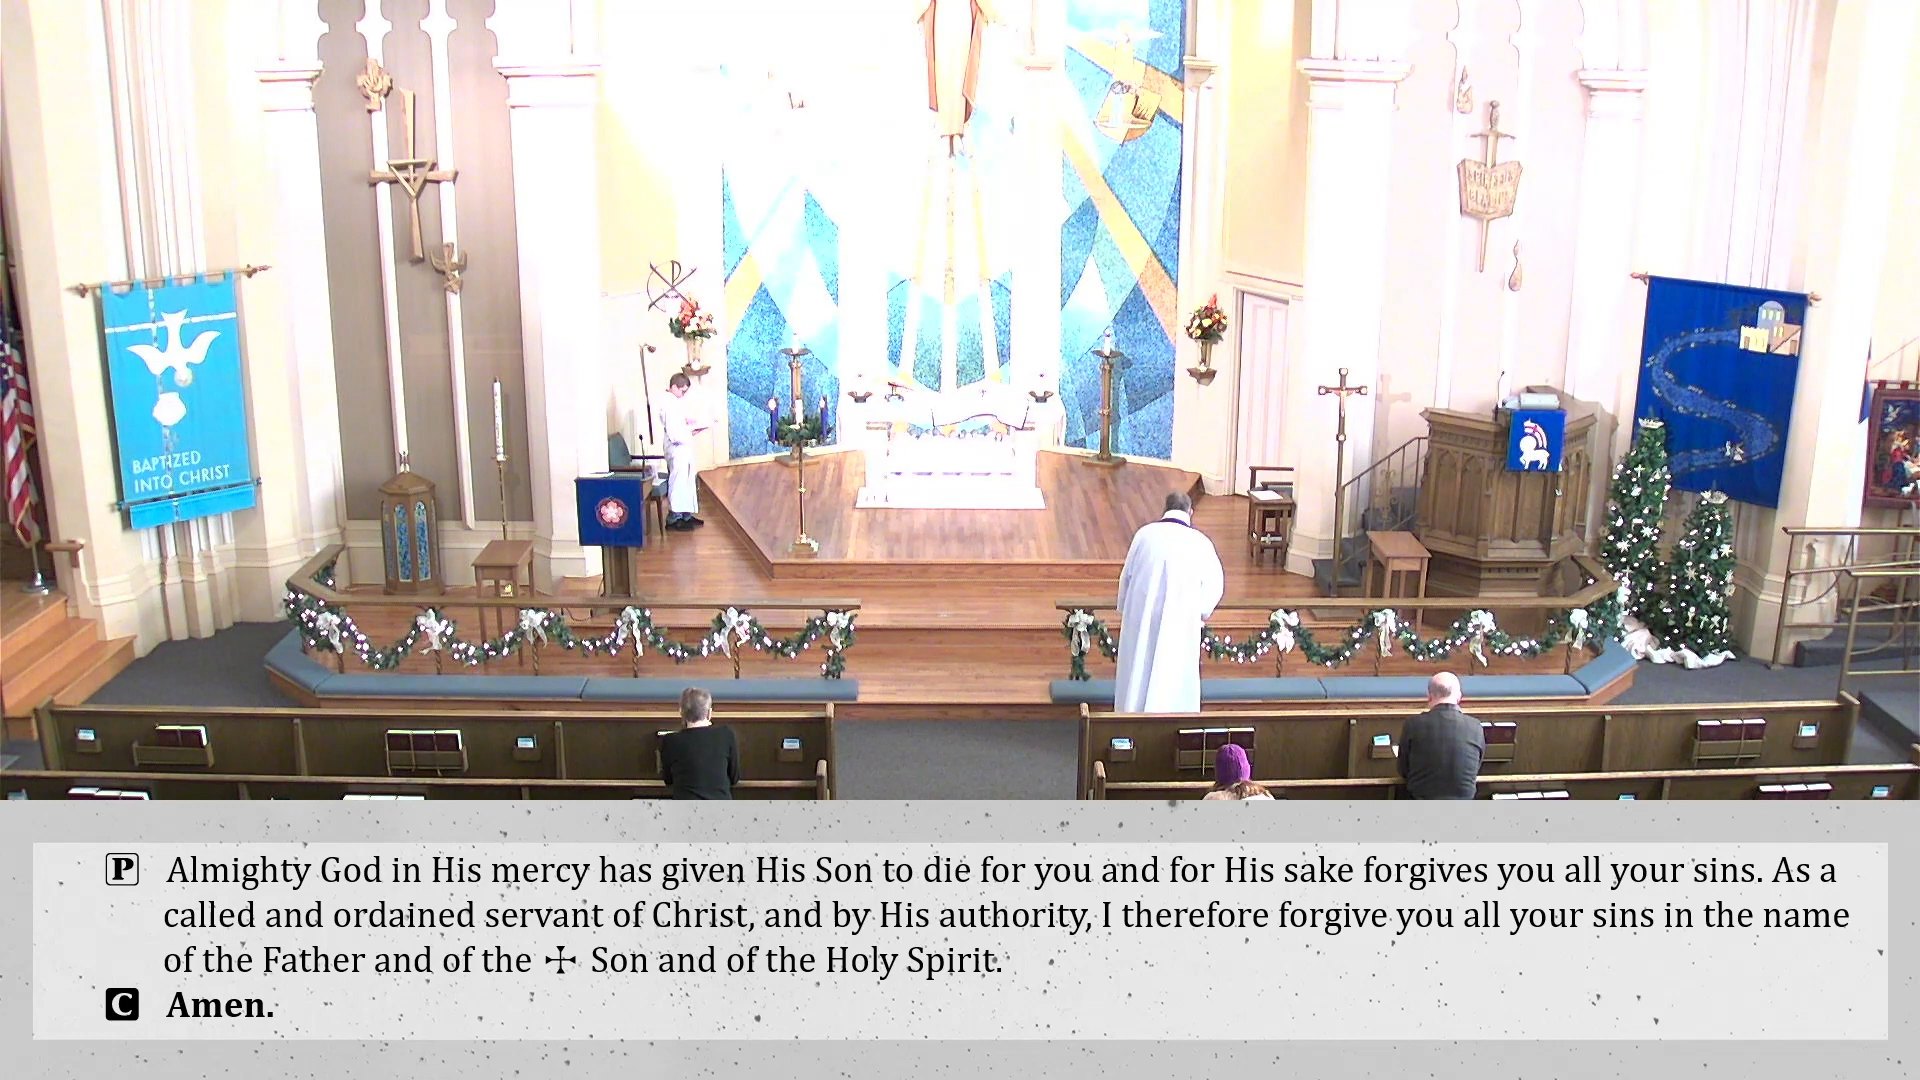 BAPTIZED
INTO CHRIST
P Almighty God in His mercy has given His Son to die for you and for His sake forgives you all your sins. As a
called and ordained servant of Christ, and by His authority, I therefore forgive you all your sins in the name
of the Father and of the ☩ Son and of the Holy Spirit.
C Amen.